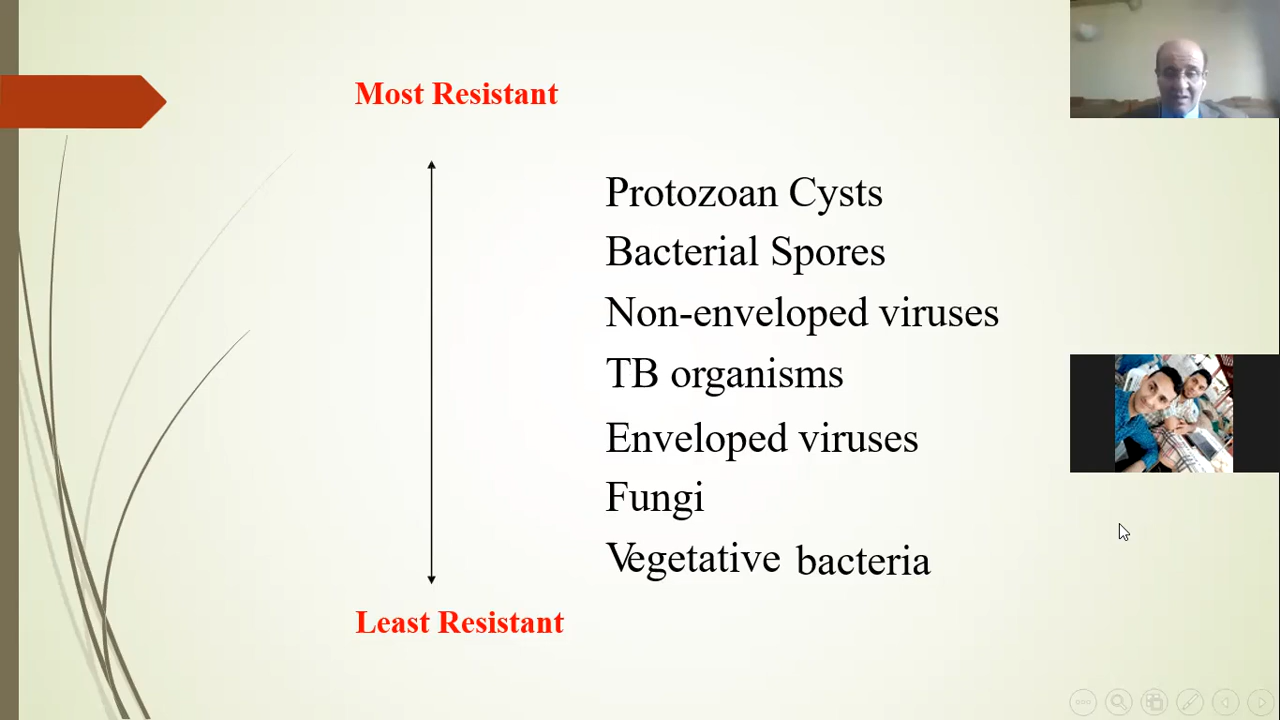 Most Resistant
Protozoan Cysts
Bacterial Spores
Non-enveloped viruses
TB organisms
Enveloped viruses
Fungi
Vegetative bacteria
Least Resistant